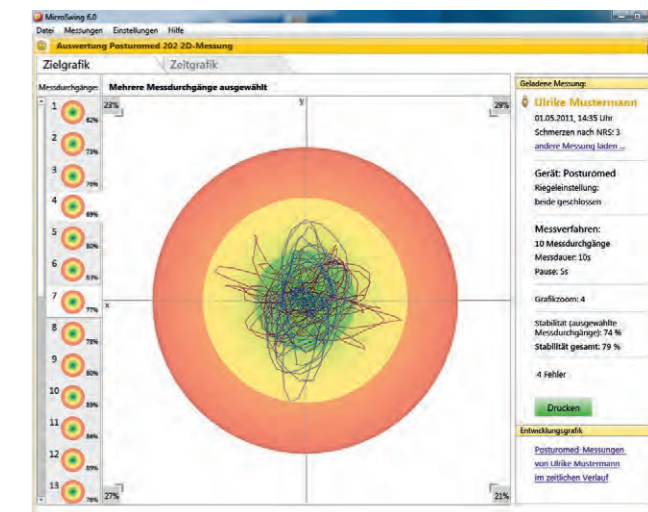 MicroSwing 6.0
Datei Messungen Einstellungen Hilfe
Auswertung Posturomed 202 2D-Messung
Zielgrafik Zeitgrafik
Messdurchgänge: Mehrere Messdurchgänge ausgewählt
23% y 29%
x
27% 21%
1 82%
2 73%
3 70%
4 69%
5 80%
6 83%
7 77%
8 78%
9 80%
10
11
12 89%
13 76%
Geladene Messung:
Ulrike Mustermann
01.05.2011, 14:35 Uhr
Schmerzen nach NRS: 3
andere Messung laden ...
Gerät: Posturomed
Riegeleinstellung:
beide geschlossen
Messverfahren:
10 Messdurchgänge
Messdauer: 10s
Pause: 5s
Grafikzoom: 4
Stabilität (ausgewählte
Messdurchgänge): 74 %
Stabilität gesamt: 79 %
4 Fehler
Drucken
Entwicklungsgrafik
Posturomed-Messungen
von Ulrike Mustermann
im zeitlichen Verlauf